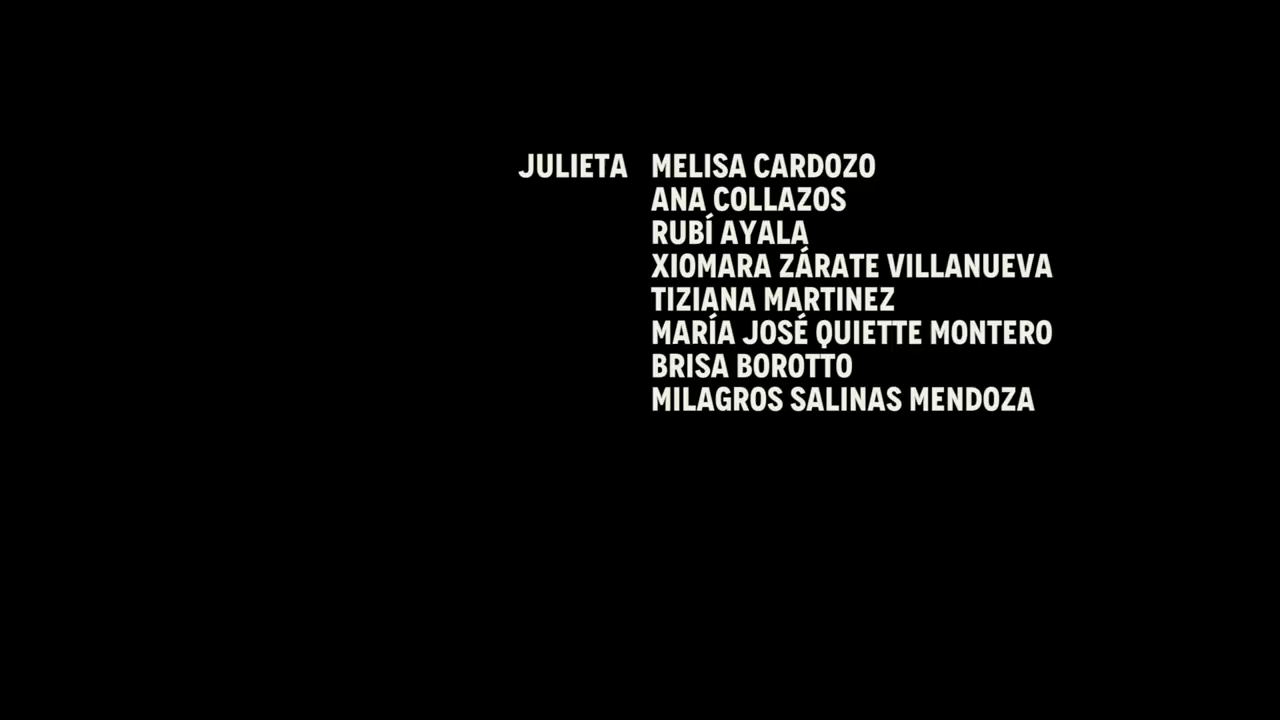 JULIETA MELISA CARDOZO
ANA COLLAZOS
RUBÍ AYALA
XIOMARA ZÁRATE VILLANUEVA
TIZIANA MARTINEZ
MARÍA JOSÉ QUIETTE MONTERO
BRISA BOROTTO
MILAGROS SALINAS MENDOZA